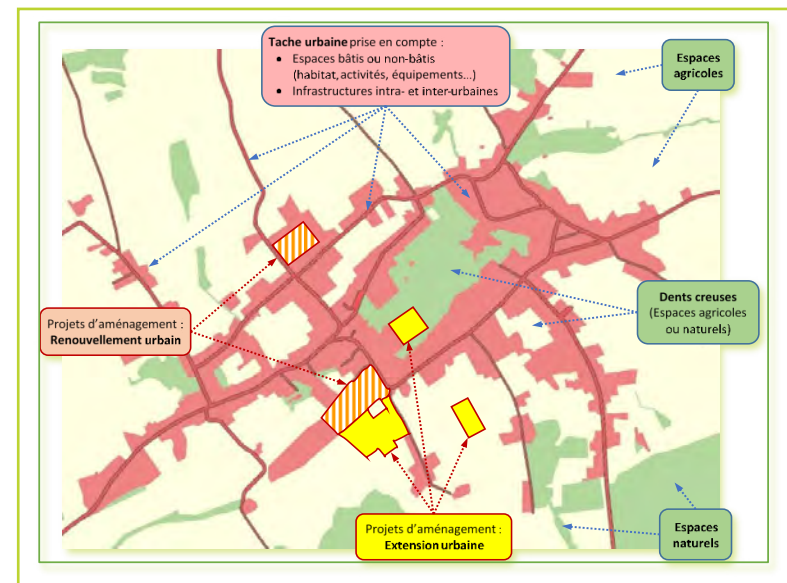 Tache urbaine prise en compte :
• Espaces bâtis ou non-bâtis
(habitat, activités, équipements…)
• Infrastructures intra- et inter-urbaines
Espaces
agricoles
Dents creuses
(Espaces agricoles
ou naturels)
Projets d’aménagement :
Renouvellement urbain
Projets d’aménagement :
Extension urbaine
Espaces
naturels